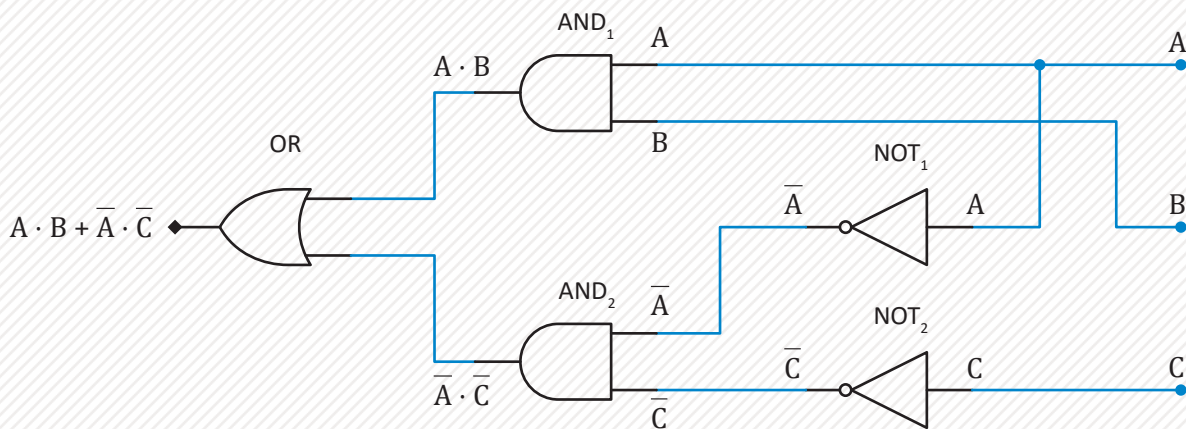 AND₁
A
A
A · B
B
OR
NOT₁
A̅
A
B
A · B + A̅ · C̅
AND₂
A̅
NOT₂
C̅
C
C
A̅ · C̅
C̅